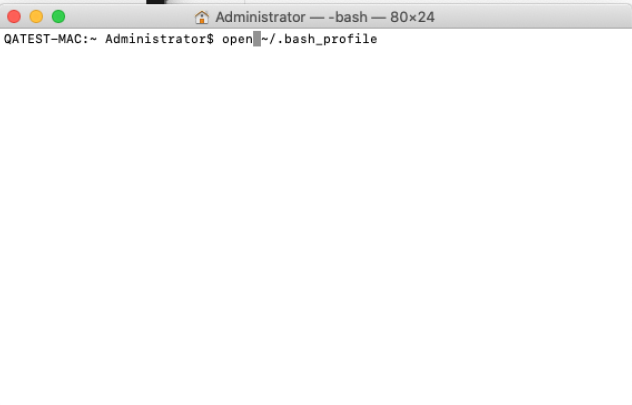 Administrator — -bash — 80×24
QATEST-MAC:~ Administrator$ open ~/.bash_profile